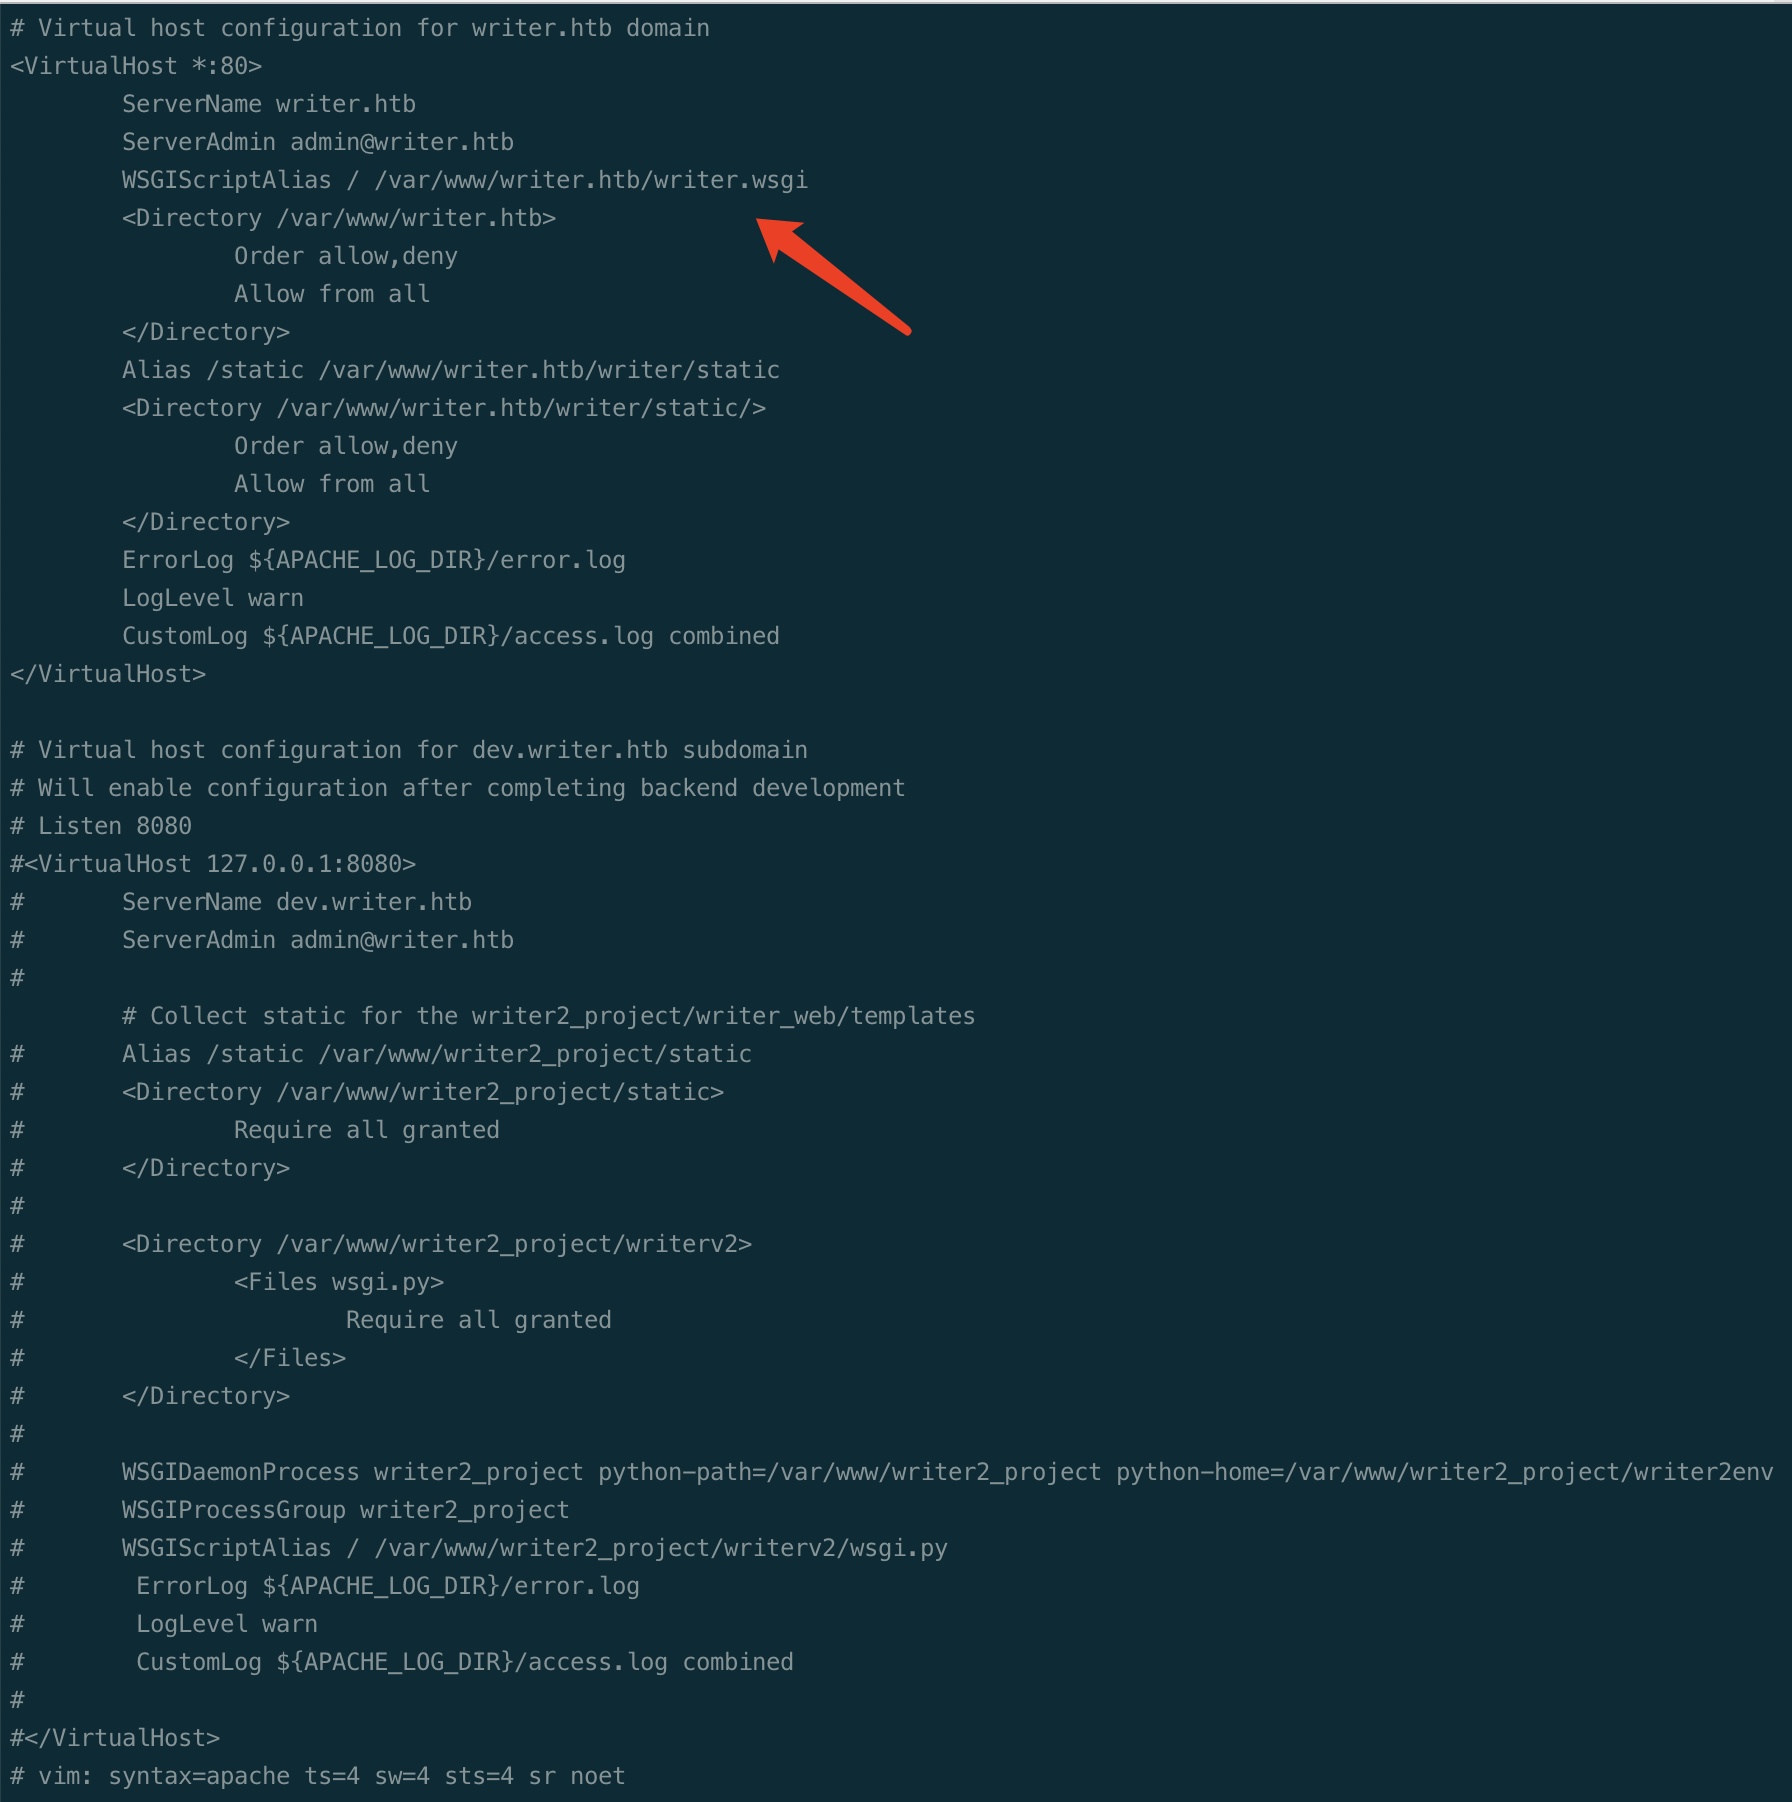 # Virtual host configuration for writer.htb domain
<VirtualHost *:80>
        ServerName writer.htb
        ServerAdmin admin@writer.htb
        WSGIScriptAlias / /var/www/writer.htb/writer.wsgi
        <Directory /var/www/writer.htb>
                Order allow,deny
                Allow from all
        </Directory>
        Alias /static /var/www/writer.htb/writer/static
        <Directory /var/www/writer.htb/writer/static/>
                Order allow,deny
                Allow from all
        </Directory>
        ErrorLog ${APACHE_LOG_DIR}/error.log
        LogLevel warn
        CustomLog ${APACHE_LOG_DIR}/access.log combined
</VirtualHost>

# Virtual host configuration for dev.writer.htb subdomain
# Will enable configuration after completing backend development
# Listen 8080
#<VirtualHost 127.0.0.1:8080>
#       ServerName dev.writer.htb
#       ServerAdmin admin@writer.htb
#
        # Collect static for the writer2_project/writer_web/templates
#       Alias /static /var/www/writer2_project/static
#       <Directory /var/www/writer2_project/static>
#               Require all granted
#       </Directory>
#
#       <Directory /var/www/writer2_project/writerv2>
#               <Files wsgi.py>
#                       Require all granted
#               </Files>
#       </Directory>
#
#       WSGIDaemonProcess writer2_project python-path=/var/www/writer2_project python-home=/var/www/writer2_project/writer2env
#       WSGIProcessGroup writer2_project
#       WSGIScriptAlias / /var/www/writer2_project/writerv2/wsgi.py
#        ErrorLog ${APACHE_LOG_DIR}/error.log
#        LogLevel warn
#        CustomLog ${APACHE_LOG_DIR}/access.log combined
#
#</VirtualHost>
# vim: syntax=apache ts=4 sw=4 sts=4 sr noet